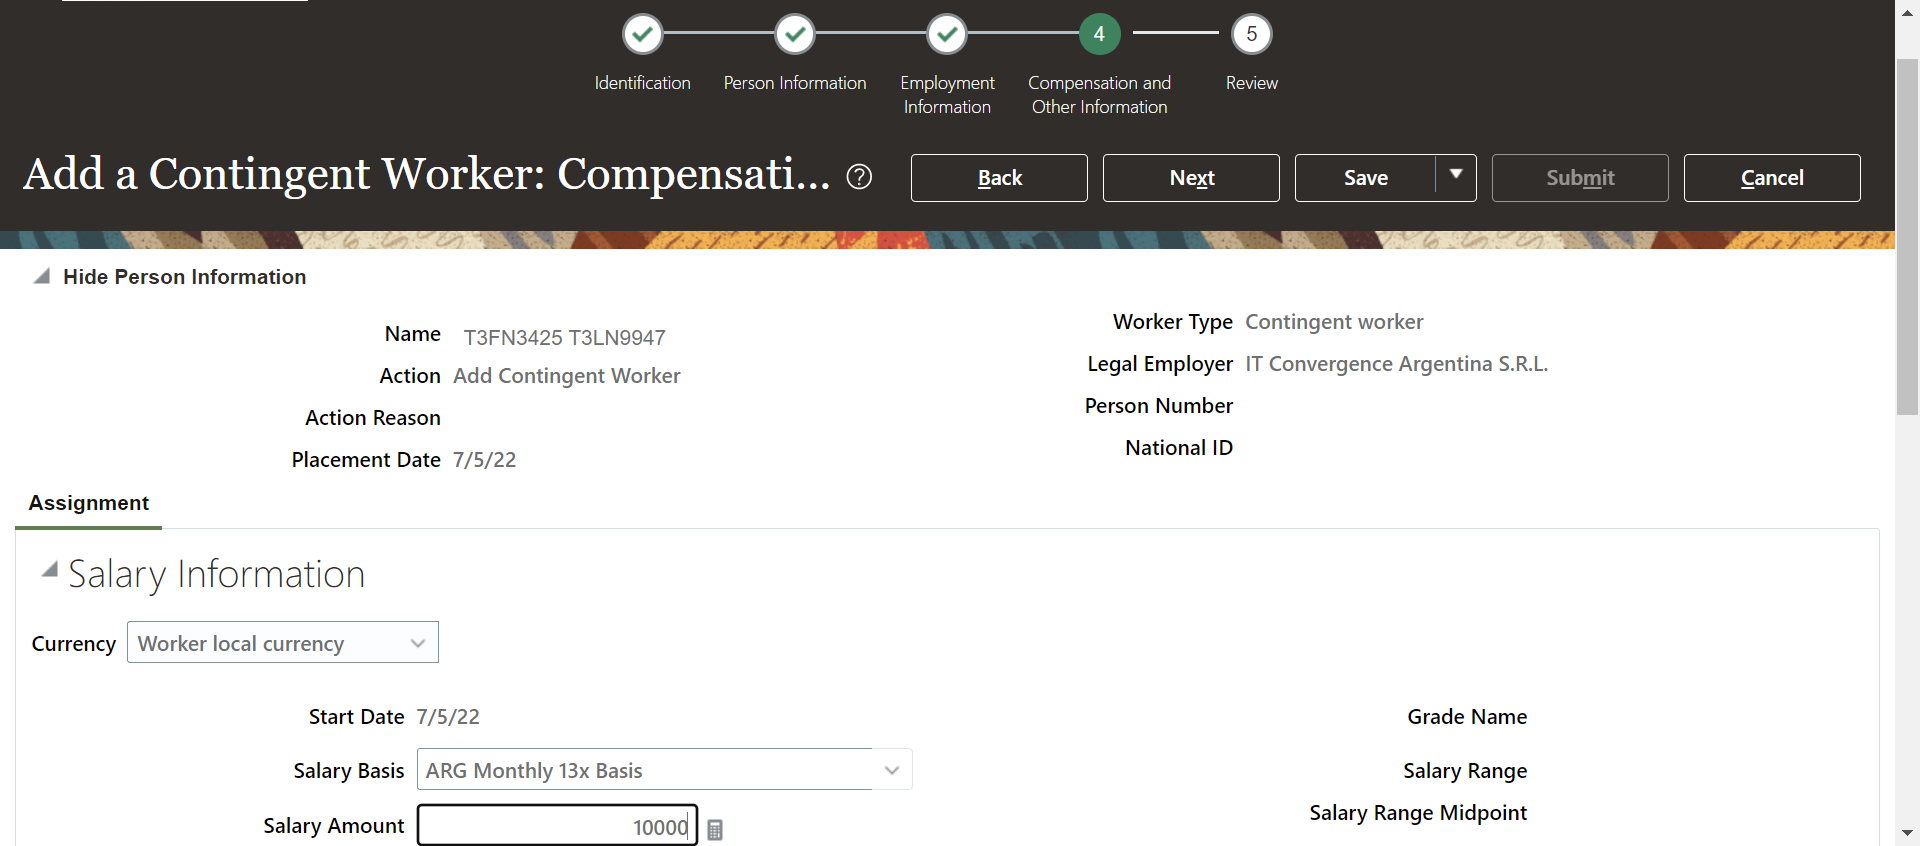 4
5
Identification
Person Information
Employment
Information
Compensation and
Other Information
Review
Add a Contingent Worker: Compensati...
?
Back
Next
Save
Submit
Cancel
Hide Person Information
Name T3FN3425 T3LN9947
Action Add Contingent Worker
Action Reason
Placement Date 7/5/22
Worker Type Contingent worker
Legal Employer IT Convergence Argentina S.R.L.
Person Number
National ID
Assignment
Salary Information
Currency Worker local currency
Start Date 7/5/22
Salary Basis ARG Monthly 13x Basis
Salary Amount 10000
Grade Name
Salary Range
Salary Range Midpoint